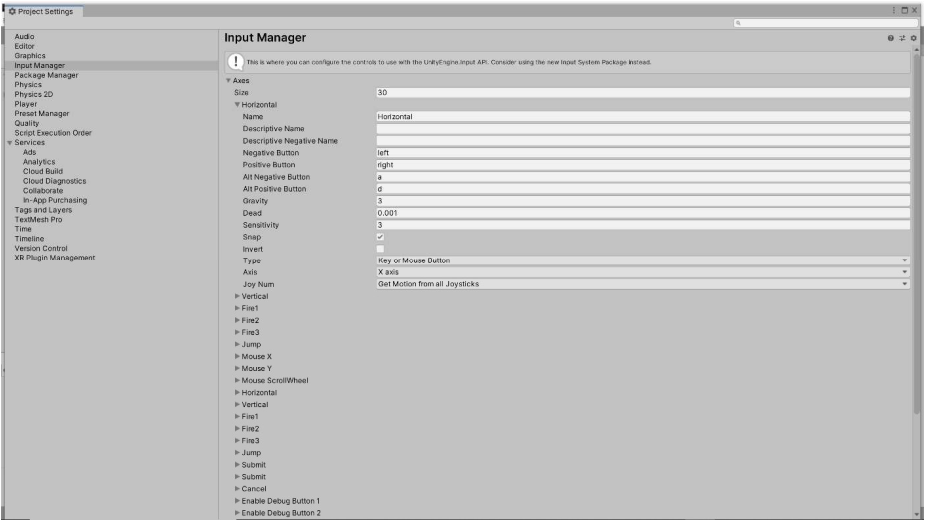 Project Settings
Audio
Editor
Graphics
Input Manager
Package Manager
Physics
Physics 2D
Player
Preset Manager
Quality
Script Execution Order
Services
Ads
Analytics
Cloud Build
Cloud Diagnostics
Collaborate
In-App Purchasing
Tags and Layers
TextMesh Pro
Time
Timeline
Version Control
XR Plugin Management
Input Manager
This is where you can configure the controls to use with the UnityEngine.Input API. Consider using the new Input System Package instead.
Axes
Size 30
Horizontal
Name Horizontal
Descriptive Name
Descriptive Negative Name
Negative Button left
Positive Button right
Alt Negative Button a
Alt Positive Button d
Gravity 3
Dead 0.001
Sensitivity 3
Snap
Invert
Type Key or Mouse Button
Axis X axis
Joy Num Get Motion from all Joysticks
Vertical
Fire1
Fire2
Fire3
Jump
Mouse X
Mouse Y
Mouse ScrollWheel
Horizontal
Vertical
Fire1
Fire2
Fire3
Jump
Submit
Submit
Cancel
Enable Debug Button 1
Enable Debug Button 2